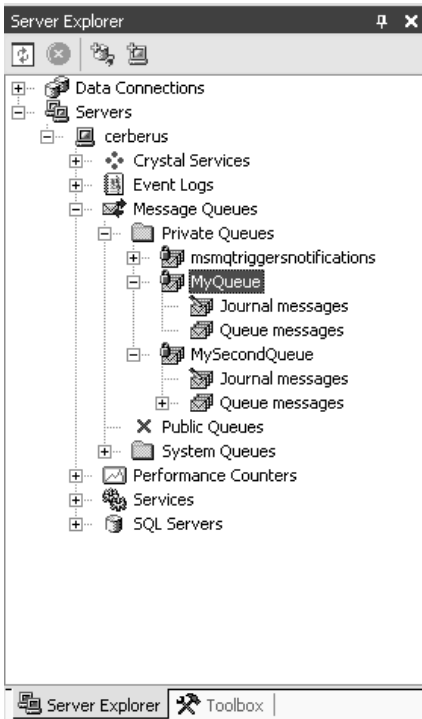 Server Explorer
Data Connections
Servers
cerberus
Crystal Services
Event Logs
Message Queues
Private Queues
msmqtriggersnotifications
MyQueue
Journal messages
Queue messages
MySecondQueue
Journal messages
Queue messages
Public Queues
System Queues
Performance Counters
Services
SQL Servers
Server Explorer Toolbox